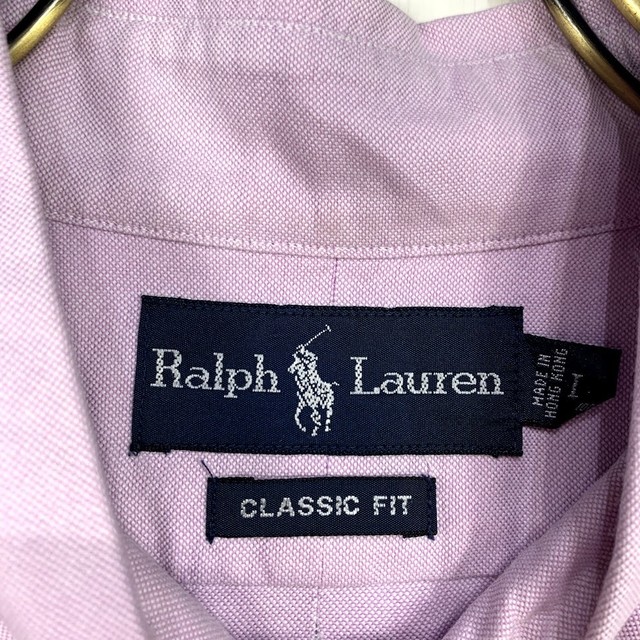 Ralph Lauren
MADE IN
HONG KONG
CLASSIC FIT